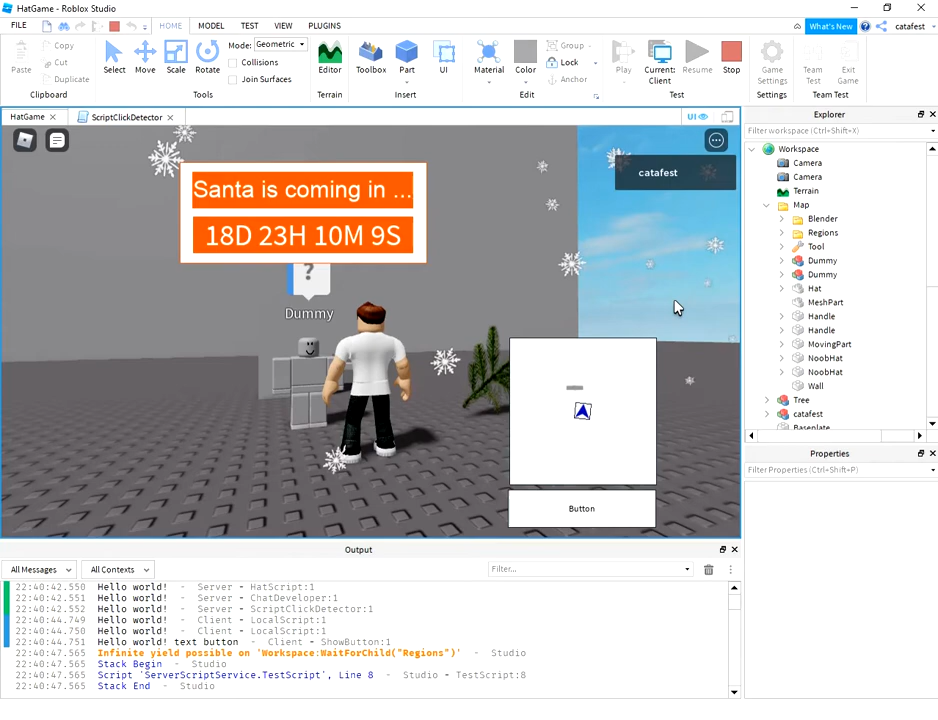 HatGame - Roblox Studio
FILE HOME MODEL TEST VIEW PLUGINS What's New catafest
Paste Copy Cut Duplicate
Clipboard
Select Move Scale Rotate Mode: Geometric Collisions Join Surfaces
Tools
Editor
Terrain
Toolbox Part UI
Insert
Material Color Group Lock Anchor
Edit
Play Current: Client Resume Stop
Test
Game Settings
Settings
Team Test Exit Game
Team Test
HatGame ScriptClickDetector UI
catafest
Santa is coming in ...
18D 23H 10M 9S
?
Dummy
Button
Explorer
Filter workspace (Ctrl+Shift+X)
Workspace
Camera
Camera
Terrain
Map
Blender
Regions
Tool
Dummy
Dummy
Hat
MeshPart
Handle
Handle
MovingPart
NoobHat
NoobHat
Wall
Tree
catafest
Baseplate
Properties
Filter Properties (Ctrl+Shift+P)
Output
All Messages All Contexts Filter...
22:40:42.550 Hello world! - Server - HatScript:1
22:40:42.551 Hello world! - Server - ChatDeveloper:1
22:40:42.552 Hello world! - Server - ScriptClickDetector:1
22:40:44.749 Hello world! - Client - LocalScript:1
22:40:44.750 Hello world! - Client - LocalScript:1
22:40:44.751 Hello world! text button - Client - ShowButton:1
22:40:47.565 Infinite yield possible on 'Workspace:WaitForChild("Regions")' - Studio
22:40:47.565 Stack Begin - Studio
22:40:47.565 Script 'ServerScriptService.TestScript', Line 8 - Studio - TestScript:8
22:40:47.565 Stack End - Studio